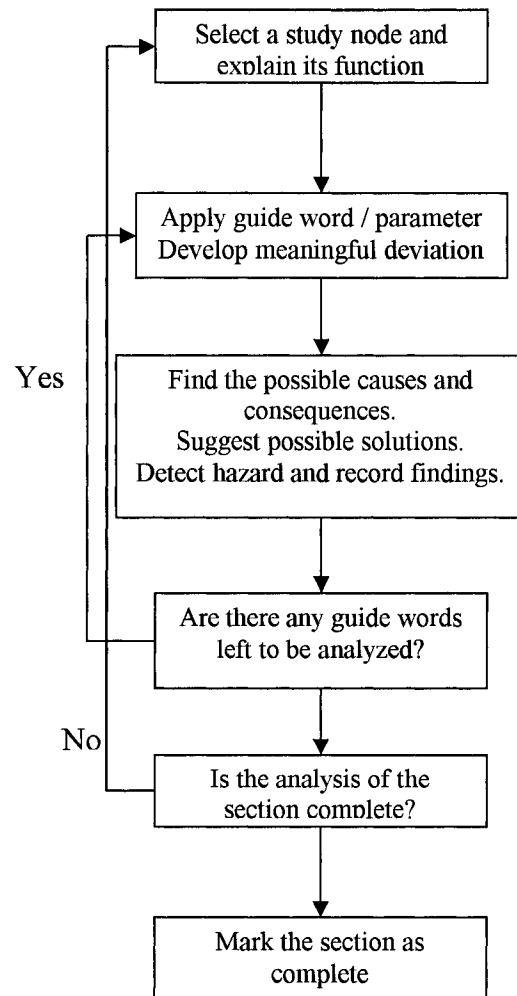 Select a study node and
explain its function
Apply guide word / parameter
Develop meaningful deviation
Yes
Find the possible causes and
consequences.
Suggest possible solutions.
Detect hazard and record findings.
Are there any guide words
left to be analyzed?
No
Is the analysis of the
section complete?
Mark the section as
complete